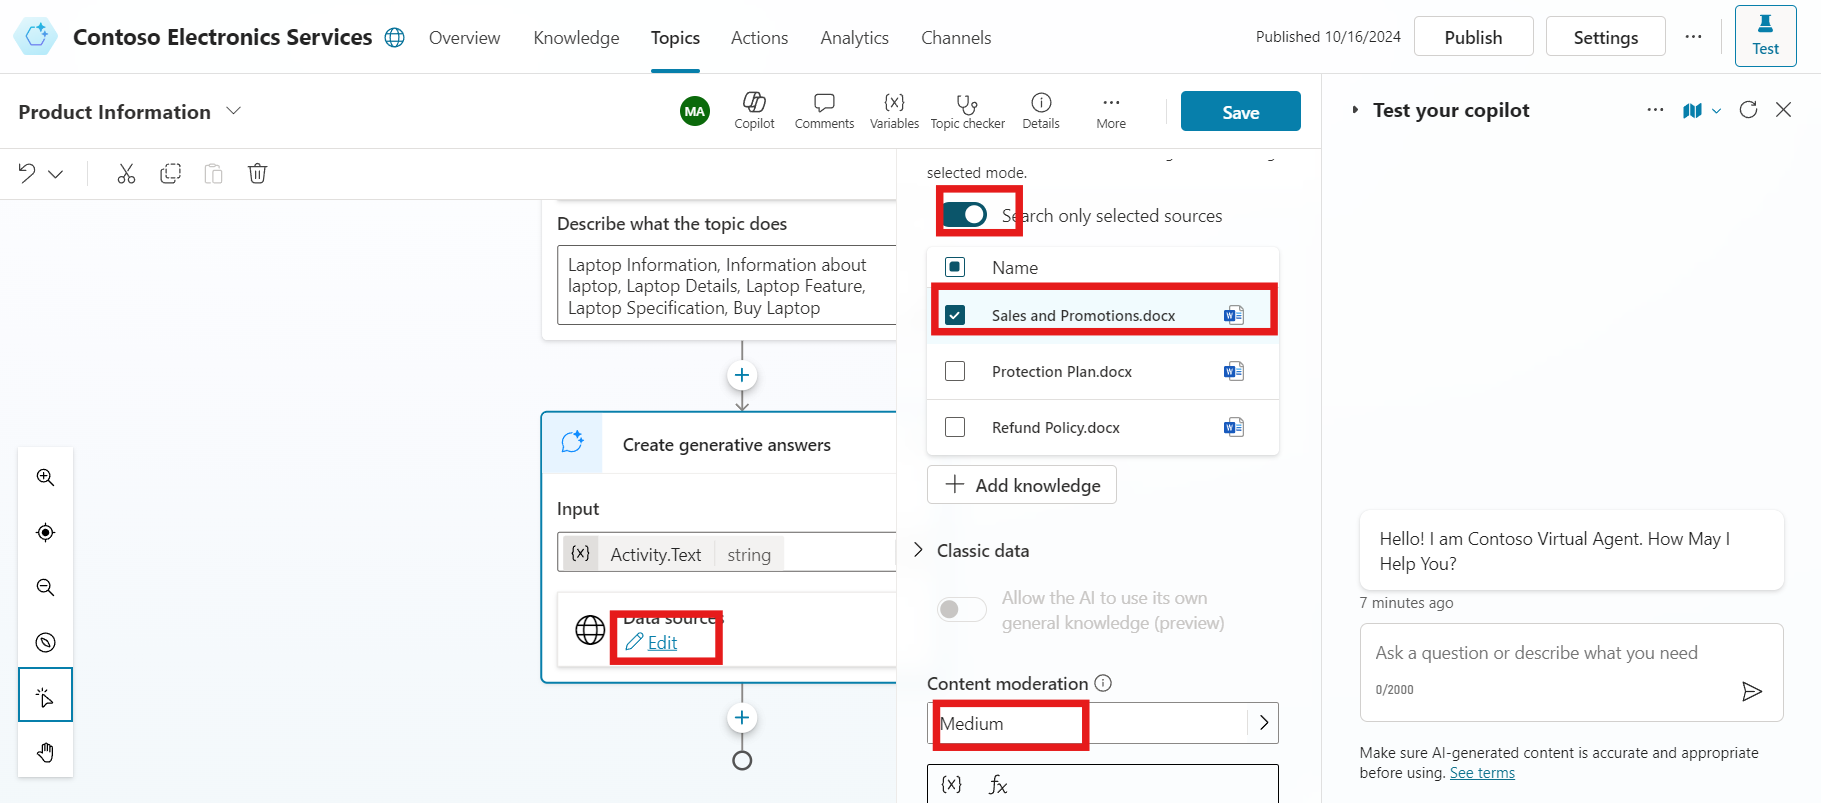 Contoso Electronics Services
Overview
Knowledge
Topics
Actions
Analytics
Channels
Published 10/16/2024
Publish
Settings
Test
Product Information
MA
Copilot
Comments
Variables
Topic checker
Details
More
Save
Describe what the topic does
Laptop Information, Information about
laptop, Laptop Details, Laptop Feature,
Laptop Specification, Buy Laptop
Create generative answers
Input
{x} Activity.Text string
Data sources
Edit
selected mode.
Search only selected sources
Name
Sales and Promotions.docx
Protection Plan.docx
Refund Policy.docx
Add knowledge
Classic data
Allow the AI to use its own
general knowledge (preview)
Content moderation
Medium
{x} fx
Test your copilot
Hello! I am Contoso Virtual Agent. How May I
Help You?
7 minutes ago
Ask a question or describe what you need
0/2000
Make sure AI-generated content is accurate and appropriate
before using. See terms